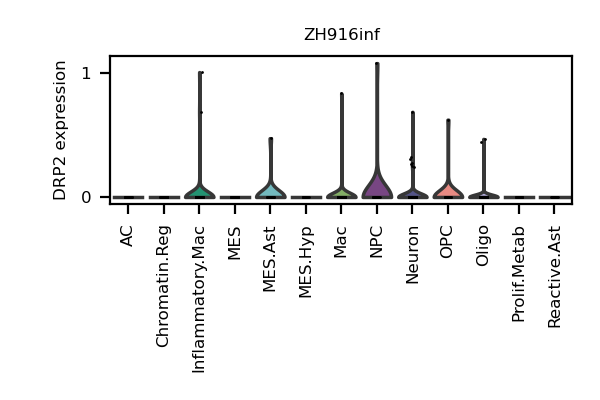 ZH916inf
DRP2 expression
1
0
AC
Chromatin.Reg
Inflammatory.Mac
MES
MES.Ast
MES.Hyp
Mac
NPC
Neuron
OPC
Oligo
Prolif.Metab
Reactive.Ast